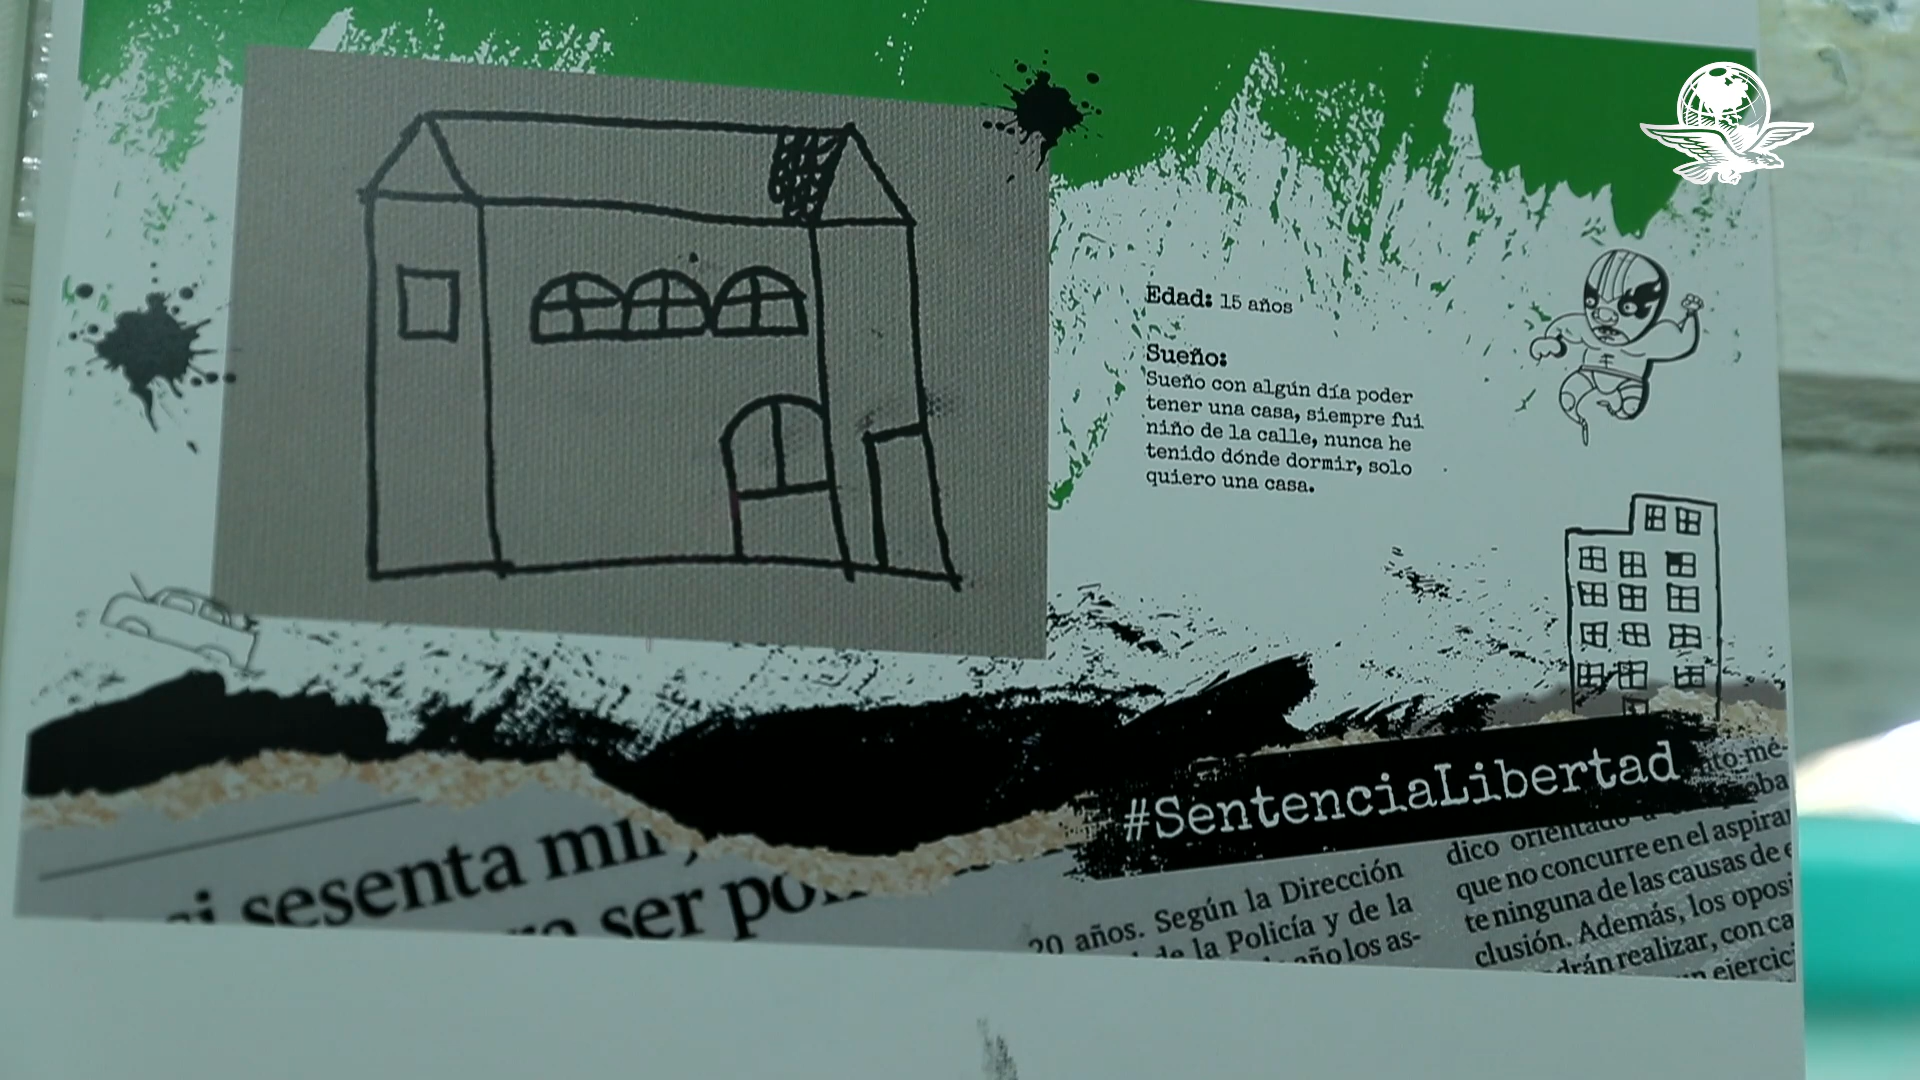 Edad: 15 años
Sueño:
Sueño con algún día poder
tener una casa, siempre fui
niño de la calle, nunca he
tenido dónde dormir, solo
quiero una casa.
#SentenciaLibertad
sesenta mil
ser
20 años. Según la Dirección
de la Policía y de la
año los as-
dico orientado
que no concurre en el aspiran
te ninguna de las causas de
clusión. Además, los oposi
drán realizar, con ca
ejercic